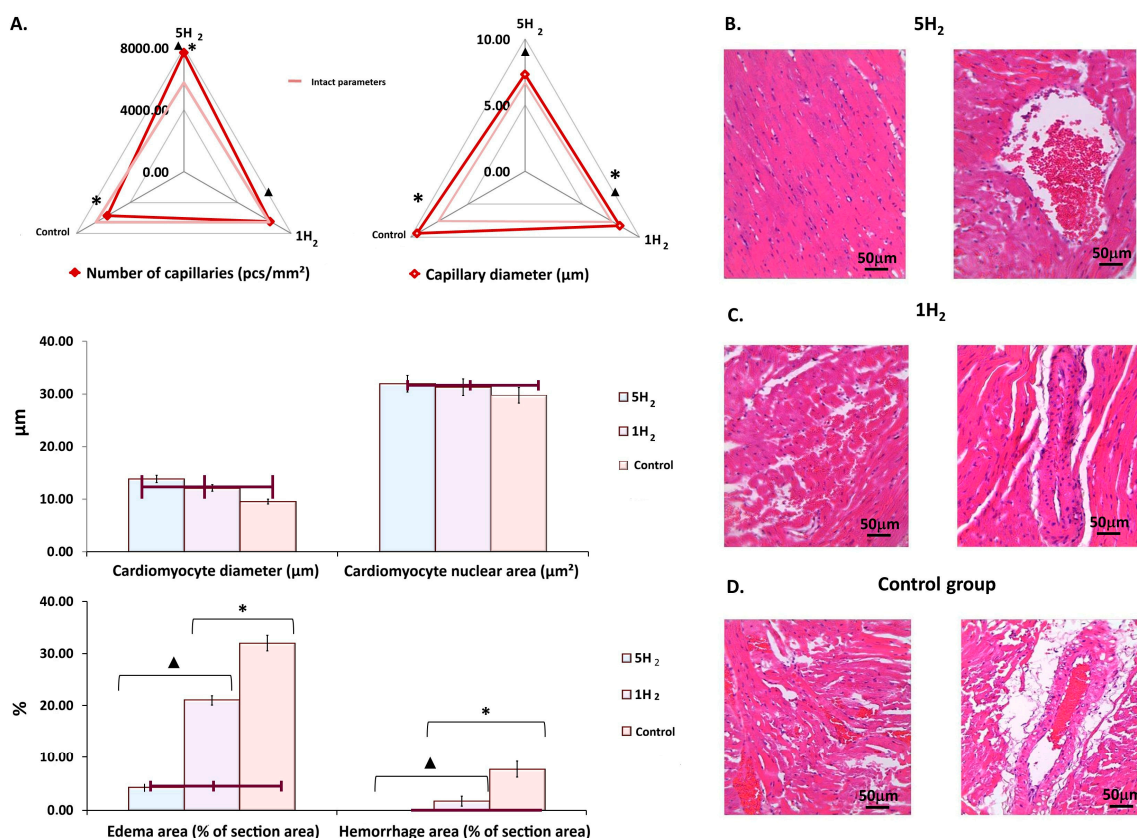 A.
5H₂
8000.00
▲
*
4000.00
0.00
*
▲
Control
1H₂
Number of capillaries (pcs/mm²)
Intact parameters
5H₂
10.00
▲
5.00
0.00
*
*
▲
Control
1H₂
Capillary diameter (µm)
40.00
30.00
20.00
10.00
0.00
µm
Cardiomyocyte diameter (µm)
Cardiomyocyte nuclear area (µm²)
5H₂
1H₂
Control
40.00
30.00
20.00
10.00
0.00
%
▲
*
▲
*
Edema area (% of section area)
Hemorrhage area (% of section area)
5H₂
1H₂
Control
B.
5H₂
50µm
50µm
C.
1H₂
50µm
50µm
D.
Control group
50µm
50µm